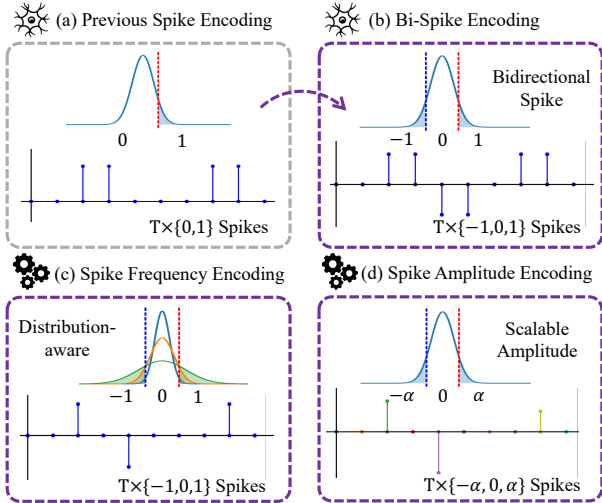 (a) Previous Spike Encoding
0 1
T×{0,1} Spikes
(b) Bi-Spike Encoding
Bidirectional
Spike
−1 0 1
T×{−1,0,1} Spikes
(c) Spike Frequency Encoding
Distribution-
aware
−1 0 1
T×{−1,0,1} Spikes
(d) Spike Amplitude Encoding
Scalable
Amplitude
−α 0 α
T×{−α, 0, α} Spikes